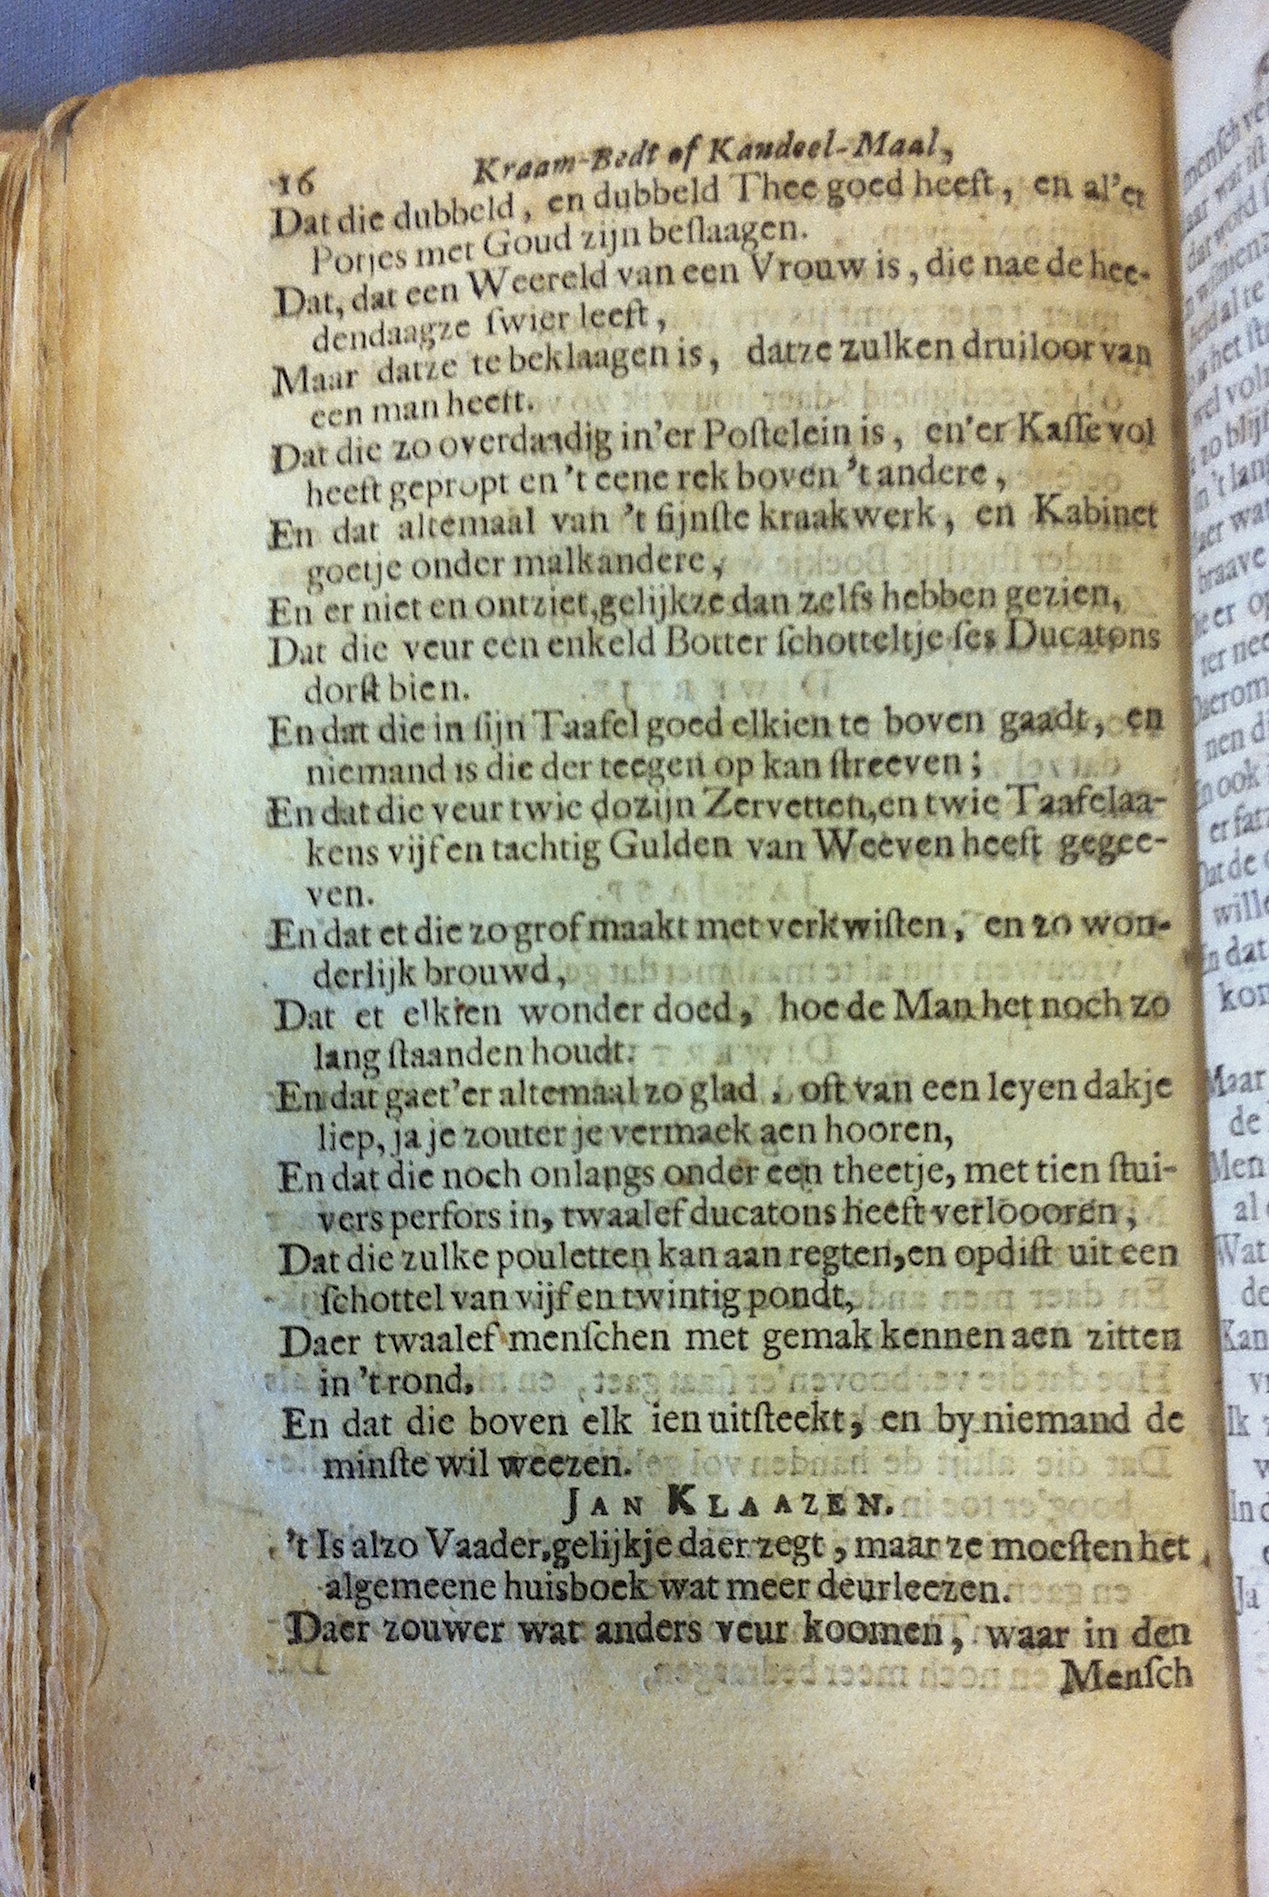 16 Kraam-Bedt of Kandeel-Maal,
Dat die dubbeld, en dubbeld Thee goed heeft, en al'er
Potjes met Goud zijn beslaagen.
Dat, dat een Weereld van een Vrouw is, die nae de hee-
dendaagze swier leeft,
Maar datze te beklaagen is, datze zulken druiloor van
een man heeft.
Dat die zo overdaadig in'er Postelein is, en'er Kasse vol
heeft gepropt en 't eene rek boven 't andere,
En dat altemaal van 't fijnste kraakwerk, en Kabinet
goetje onder malkandere,
En er niet en ontziet, gelijkze dan zelfs hebben gezien,
Dat die veur een enkeld Botter schotteltje ses Ducatons
dorst bien.
En dat die in sijn Taafel goed elkien te boven gaadt, en
niemand is die der teegen op kan streeven;
En dat die veur twie dozijn Zervetten, en twie Taafelaa-
kens vijf en tachtig Gulden van Weeven heeft gegee-
ven.
En dat et die zo grof maakt met verkwisten, en zo won-
derlijk brouwd,
Dat et elkien wonder doed, hoe de Man het noch zo
lang staanden houdt.
En dat gaet'er altemaal zo glad, oft van een leyen dakje
liep, ja je zouter je vermaek aen hooren,
En dat die noch onlangs onder een theetje, met tien stui-
vers perfors in, twaalef ducatons heeft verloooren,
Dat die zulke pouletten kan aan regten, en opdist uit een
schottel van vijf en twintig pondt,
Daer twaalef menschen met gemak kennen aen zitten
in 't rond.
En dat die boven elk ien uitsteekt, en by niemand de
minste wil weezen.
JAN KLAAZEN.
't Is alzo Vaader, gelijkje daer zegt, maar ze moesten het
algemeene huisboek wat meer deurleezen.
Daer zouwer wat anders veur koomen, waar in den
Mensch